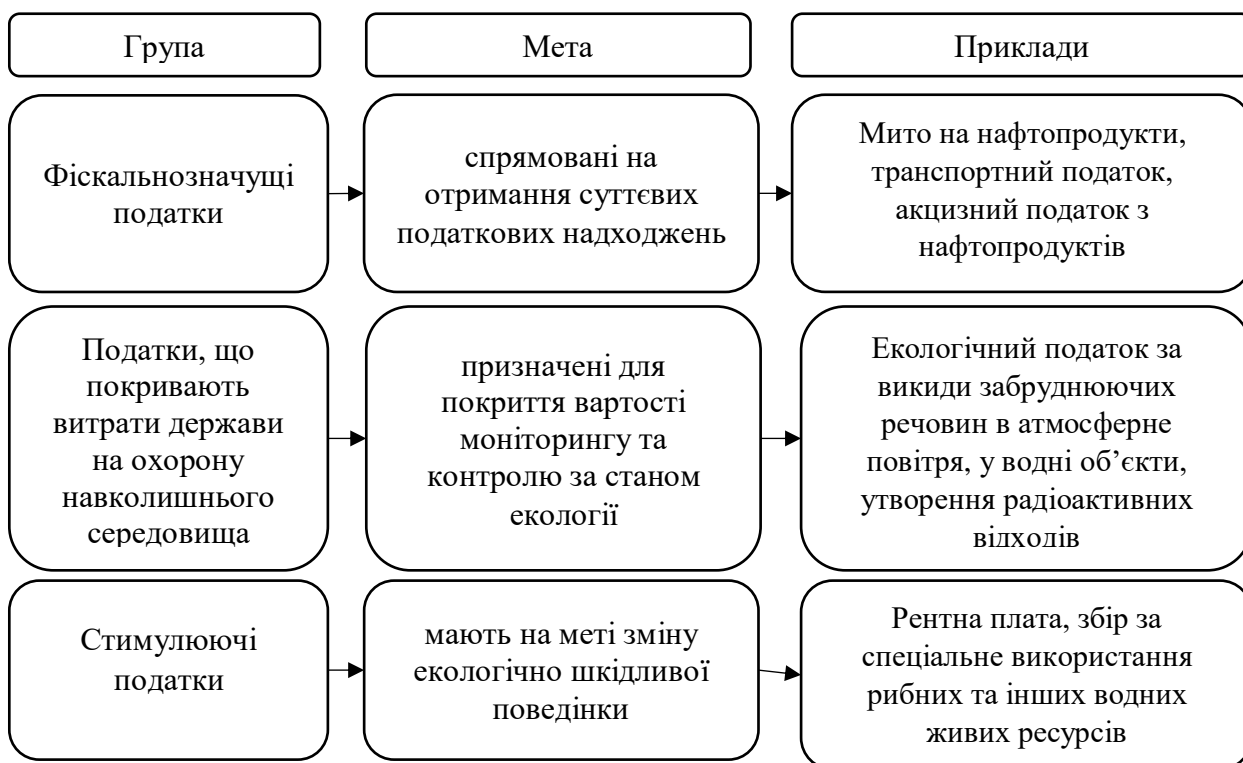 Група
Мета
Приклади
Фіскальнозначущі
податки
спрямовані на
отримання суттєвих
податкових надходжень
Мито на нафтопродукти,
транспортний податок,
акцизний податок з
нафтопродуктів
Податки, що
покривають
витрати держави
на охорону
навколишнього
середовища
призначені для
покриття вартості
моніторингу та
контролю за станом
екології
Екологічний податок за
викиди забруднюючих
речовин в атмосферне
повітря, у водні об’єкти,
утворення радіоактивних
відходів
Стимулюючі
податки
мають на меті зміну
екологічно шкідливої
поведінки
Рентна плата, збір за
спеціальне використання
рибних та інших водних
живих ресурсів